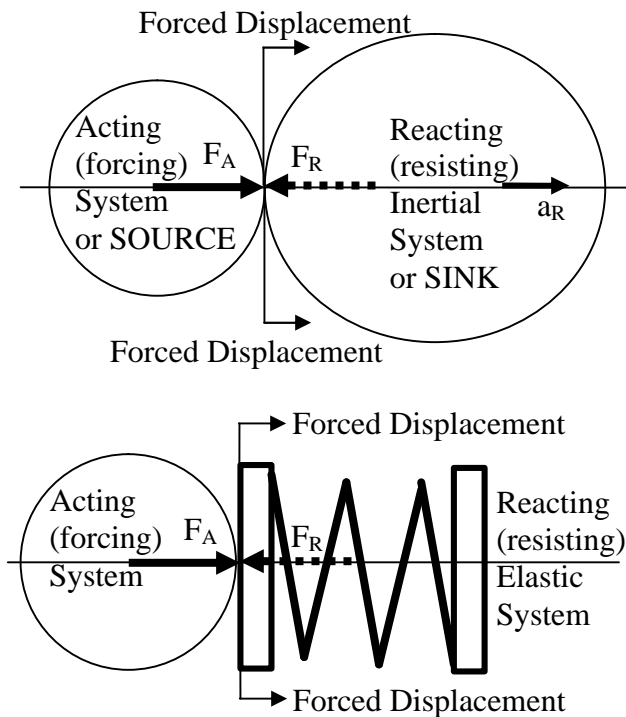 Forced Displacement
Acting
(forcing)
System
or SOURCE
F_A
F_R
Reacting
(resisting)
Inertial
System
or SINK
a_R
Forced Displacement
Forced Displacement
Acting
(forcing)
System
F_A
F_R
Reacting
(resisting)
Elastic
System
Forced Displacement